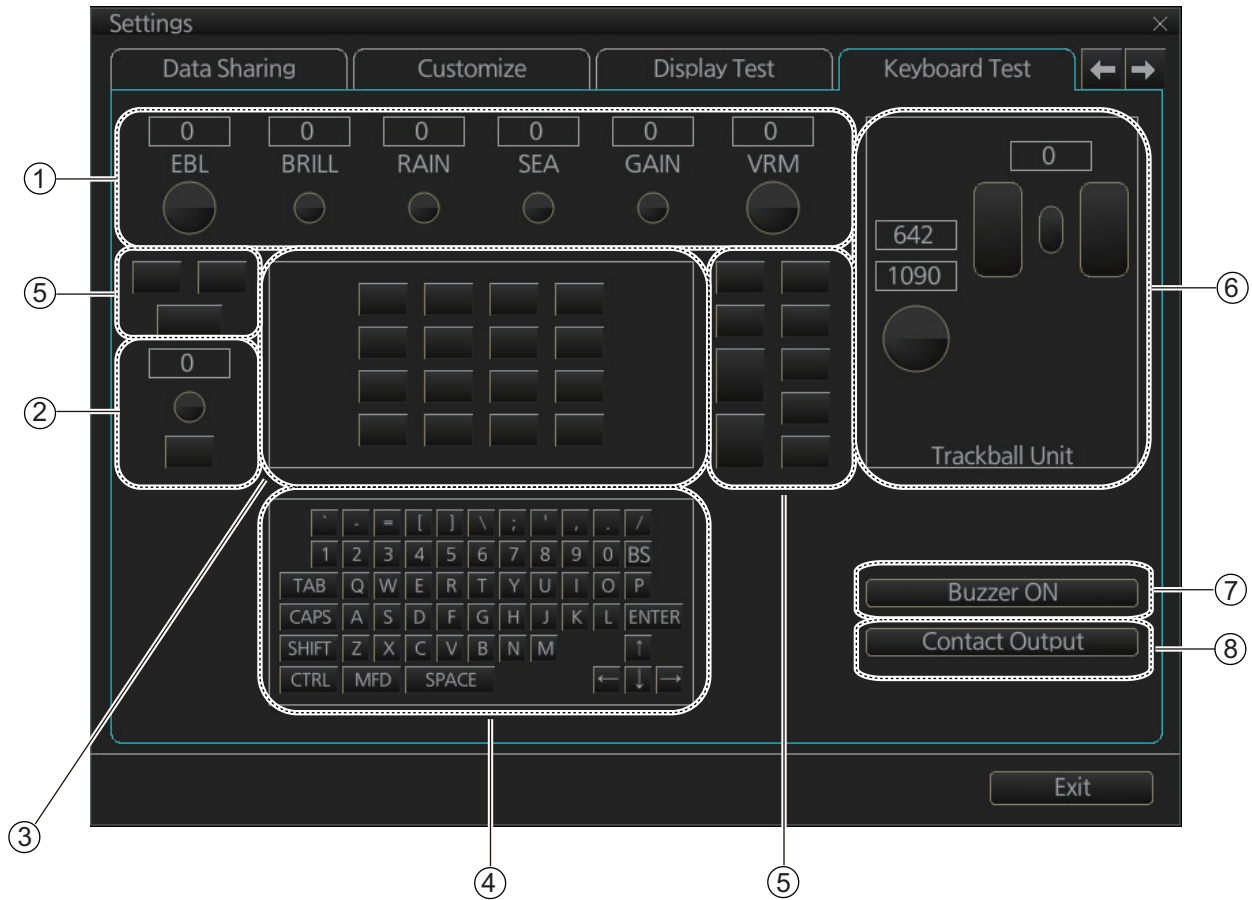 Settings ×
Data Sharing Customize Display Test Keyboard Test ← →
0 0 0 0 0 0 0
EBL BRILL RAIN SEA GAIN VRM
①
642
⑤ 1090 ⑥
0
②
Trackball Unit
` - = [ ] \ ; ' , . /
1 2 3 4 5 6 7 8 9 0 BS
TAB Q W E R T Y U I O P
Buzzer ON ⑦
CAPS A S D F G H J K L ENTER
SHIFT Z X C V B N M ↑
Contact Output ⑧
CTRL MFD SPACE ← ↓ →
Exit
③
④ ⑤